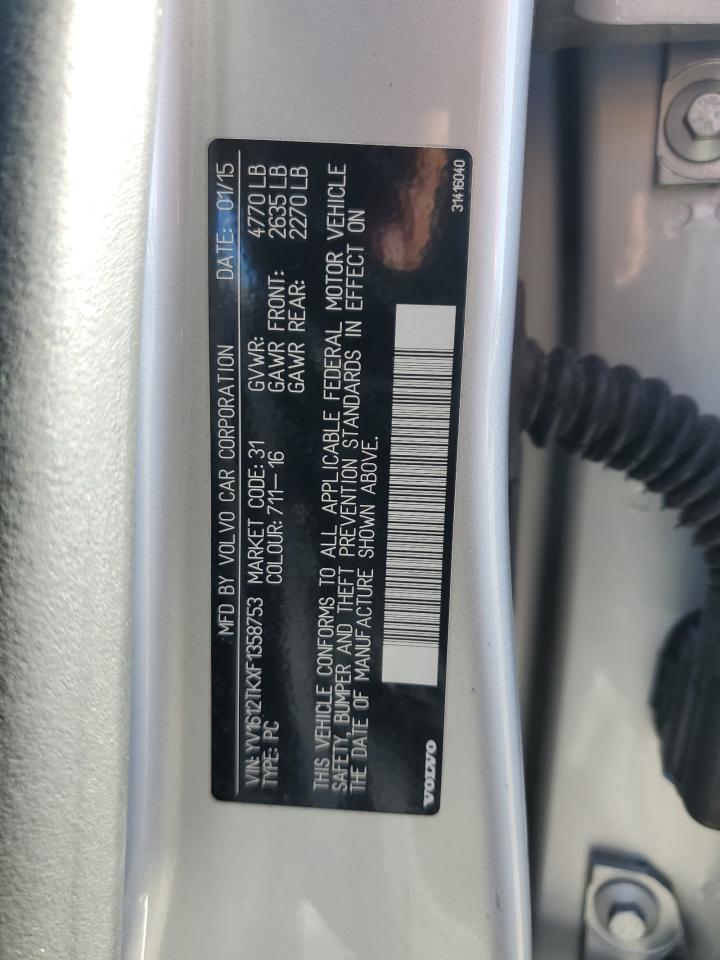 MFD BY VOLVO CAR CORPORATION DATE: 01/15
VIN: YV1612TKXF1358753 MARKET CODE: 31 GVWR: 4770 LB
TYPE: PC COLOUR: 711-16 GAWR FRONT: 2635 LB
GAWR REAR: 2270 LB
THIS VEHICLE CONFORMS TO ALL APPLICABLE FEDERAL MOTOR VEHICLE
SAFETY, BUMPER AND THEFT PREVENTION STANDARDS IN EFFECT ON
THE DATE OF MANUFACTURE SHOWN ABOVE.
VOLVO 31416040